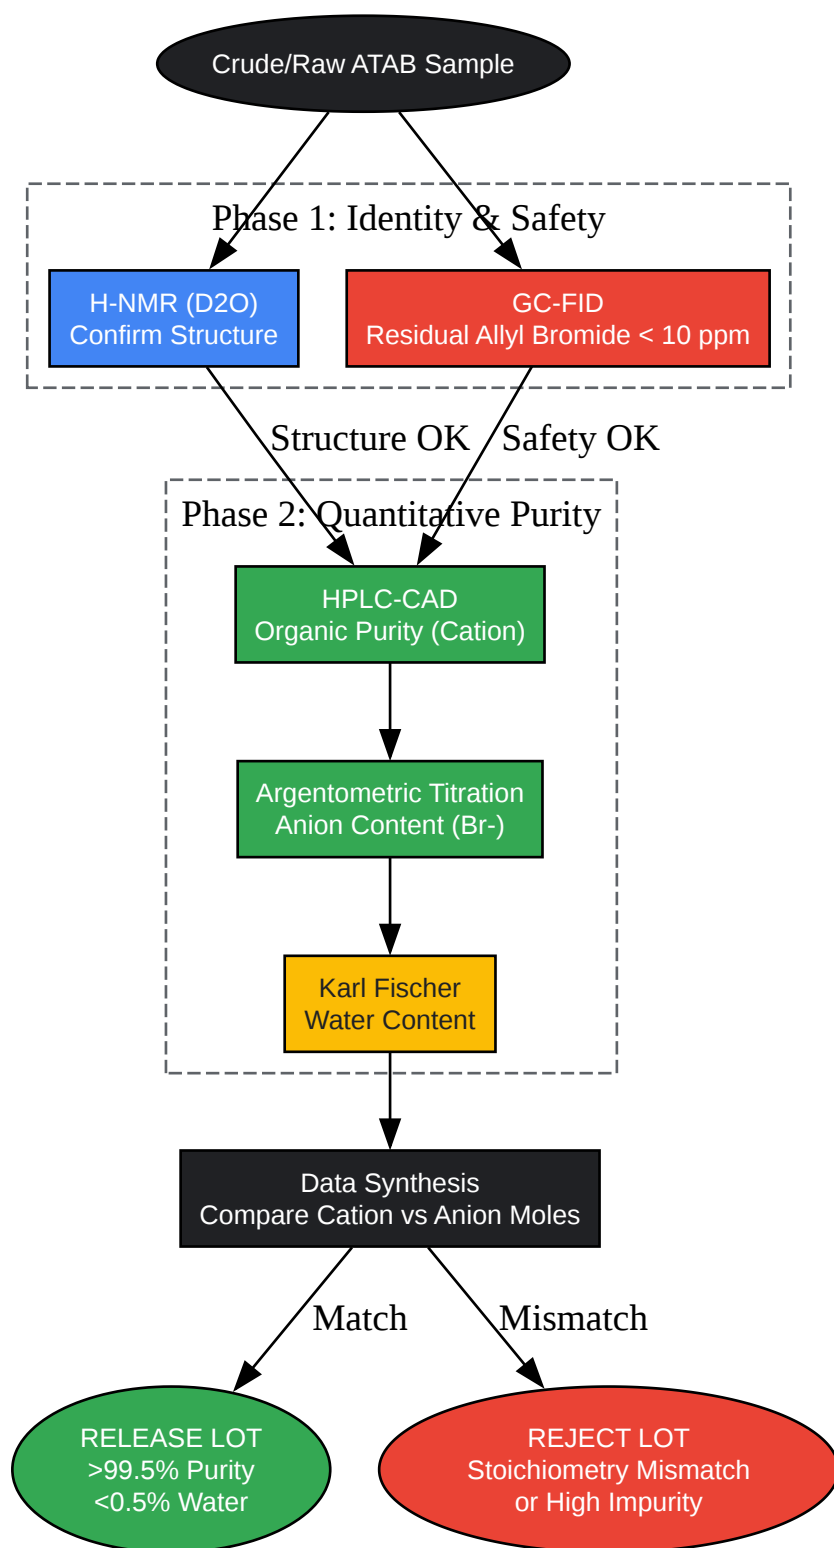 Crude/Raw ATAB Sample
Phase 1: Identity & Safety
H-NMR (D2O)
Confirm Structure
GC-FID
Residual Allyl Bromide < 10 ppm
Structure OK
Safety OK
Phase 2: Quantitative Purity
HPLC-CAD
Organic Purity (Cation)
Argentometric Titration
Anion Content (Br-)
Karl Fischer
Water Content
Data Synthesis
Compare Cation vs Anion Moles
Match
Mismatch
RELEASE LOT
>99.5% Purity
<0.5% Water
REJECT LOT
Stoichiometry Mismatch
or High Impurity